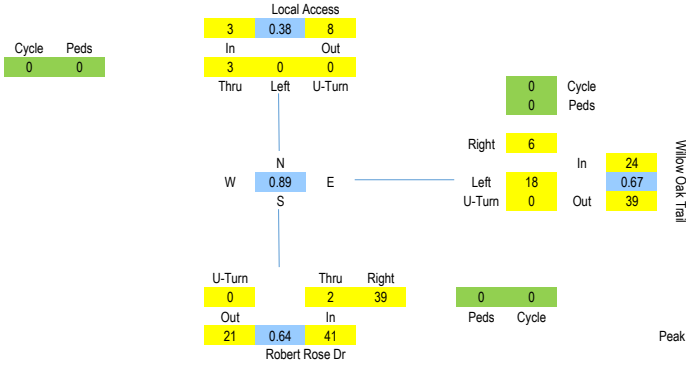 Local Access
3 0.38 8
Cycle Peds In Out
0 0 3 0 0
Thru Left U-Turn
0 Cycle
0 Peds
Right 6
In 24
N
W 0.89 E
S
Left 18 0.67
U-Turn 0 Out 39
Willow Oak Trail
U-Turn Thru Right
0 2 39 0 0
Out In Peds Cycle
21 0.64 41
Peak
Robert Rose Dr